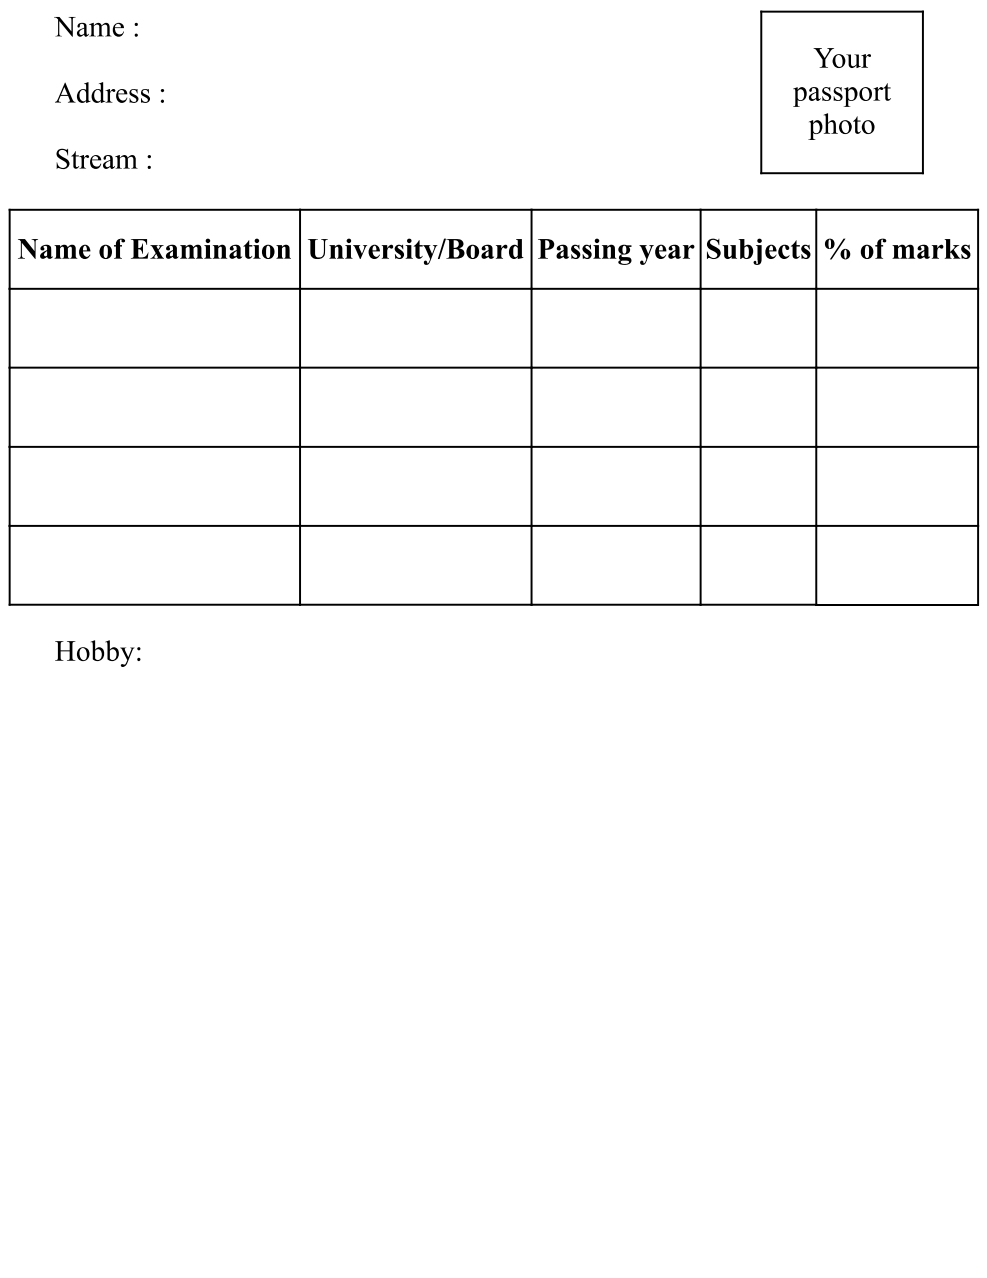 Name :
Address :
Stream :
Your
passport
photo
Name of Examination University/Board Passing year Subjects % of marks
Hobby: